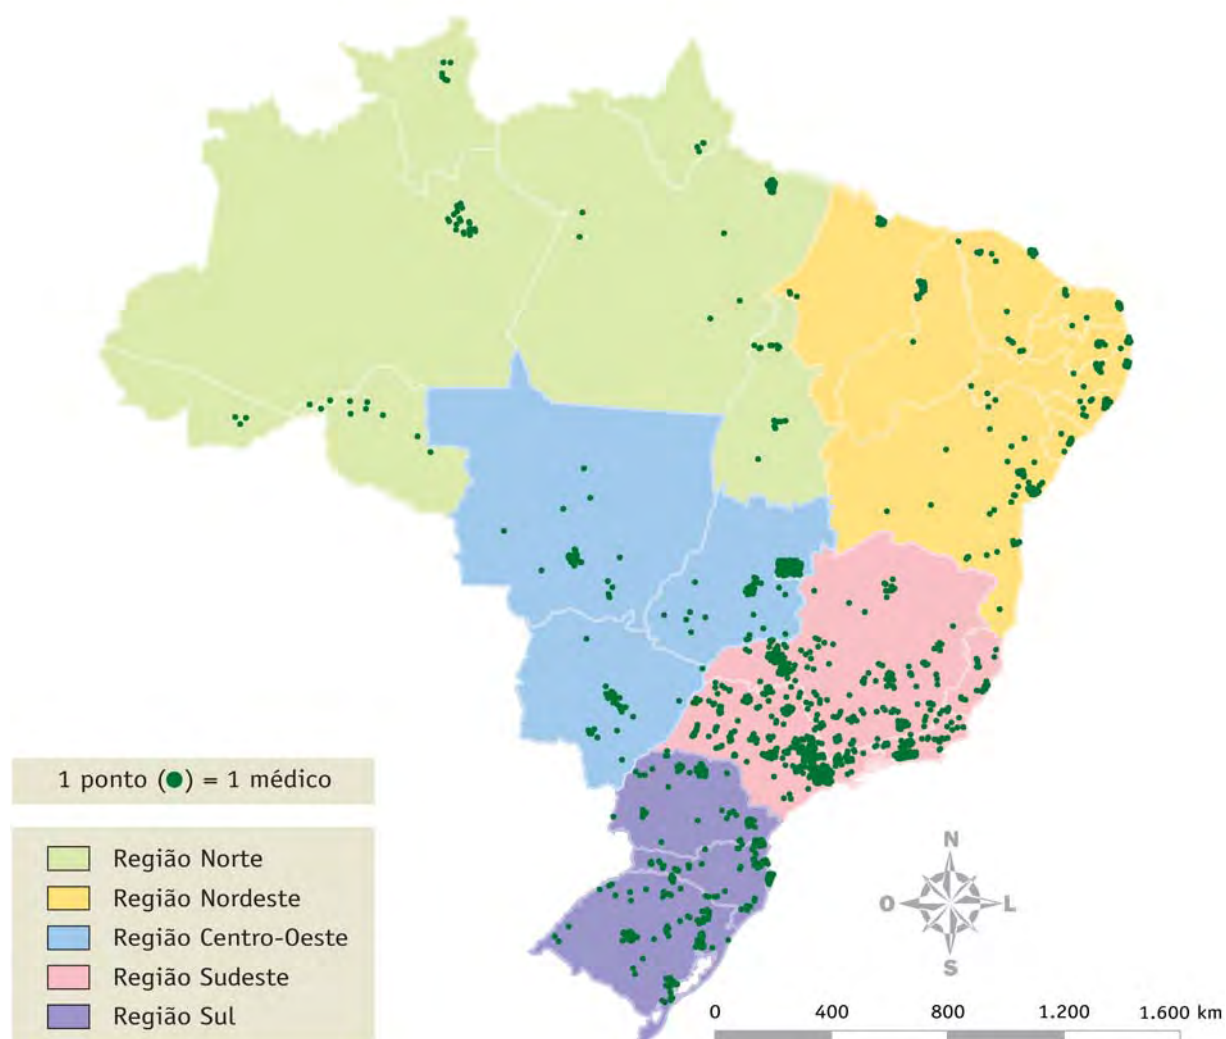 1 ponto (●) = 1 médico
Região Norte
Região Nordeste
Região Centro-Oeste
Região Sudeste
Região Sul
N
O L
S
0 400 800 1.200 1.600 km